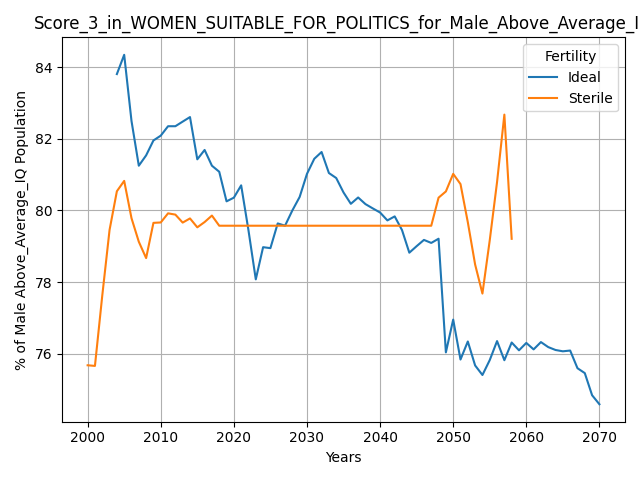 Score_3_in_WOMEN_SUITABLE_FOR_POLITICS_for_Male_Above_Average_I
% of Male Above_Average_IQ Population
84
82
80
78
76
2000 2010 2020 2030 2040 2050 2060 2070
Years
Fertility
Ideal
Sterile